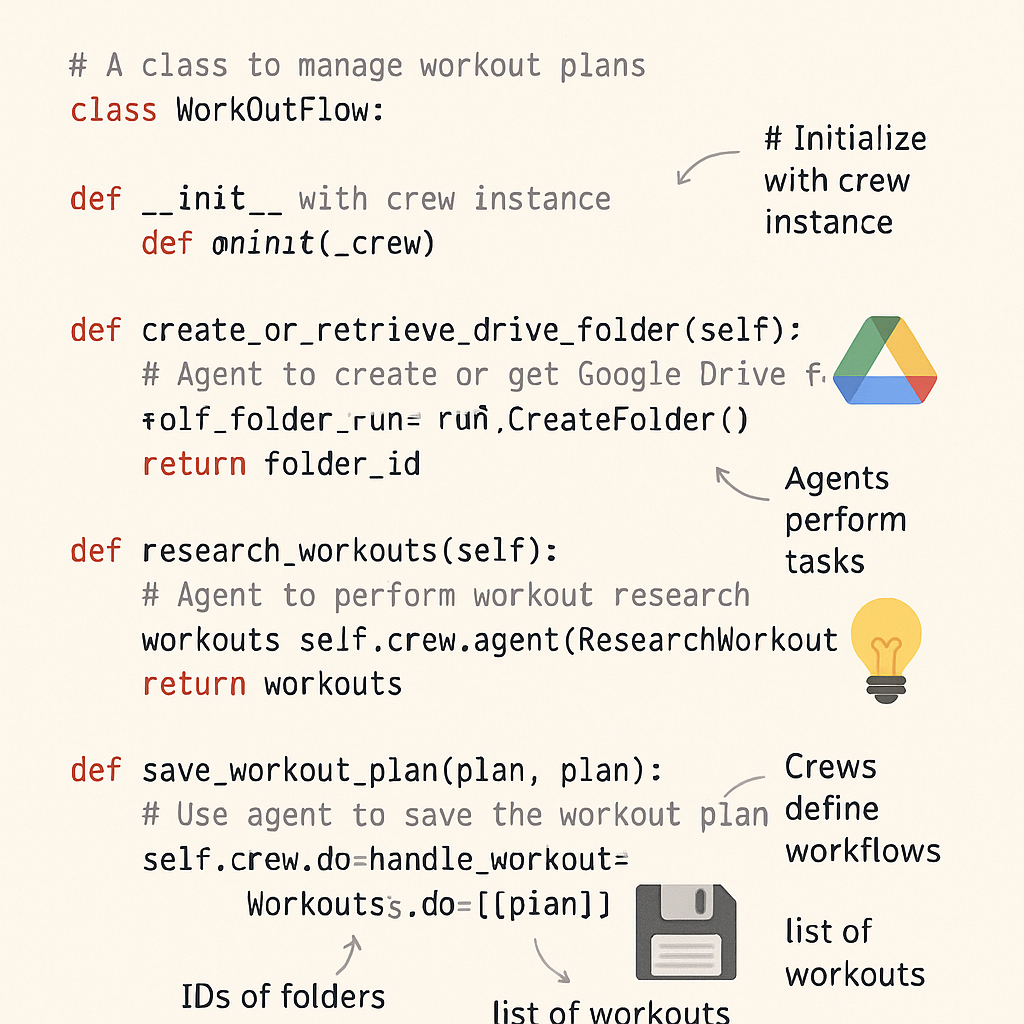 # A class to manage workout plans
class WorkOutFlow:
# Initialize
with crew
instance
def __init__ with crew instance
def (_crew)
def create_or_retrieve_drive_folder(self):
# Agent to create or get Google Drive
CreateFolder()
return folder_id
Agents
perform
tasks
def research_workouts(self):
# Agent to perform workout research
workouts self.crew.agent(ResearchWorkout
return workouts
def save_workout_plan(plan, plan):
# Use agent to save the workout plan
self.crew.do=handle_workout=
Workoutss.do=[[pian]]
Crews
define
workflows
list of
workouts
IDs of folders
list of workouts